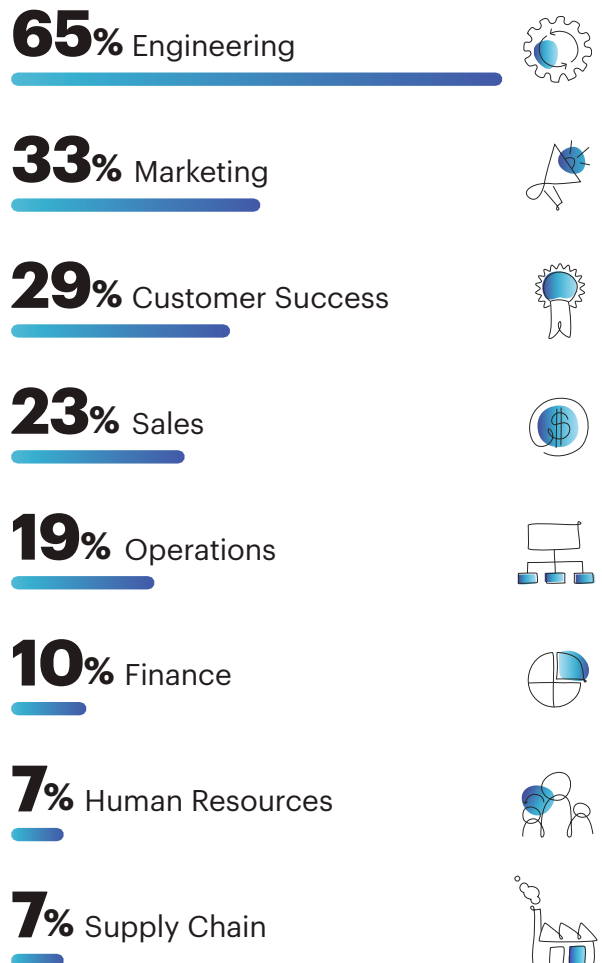 65% Engineering
33% Marketing
29% Customer Success
23% Sales
19% Operations
10% Finance
7% Human Resources
7% Supply Chain